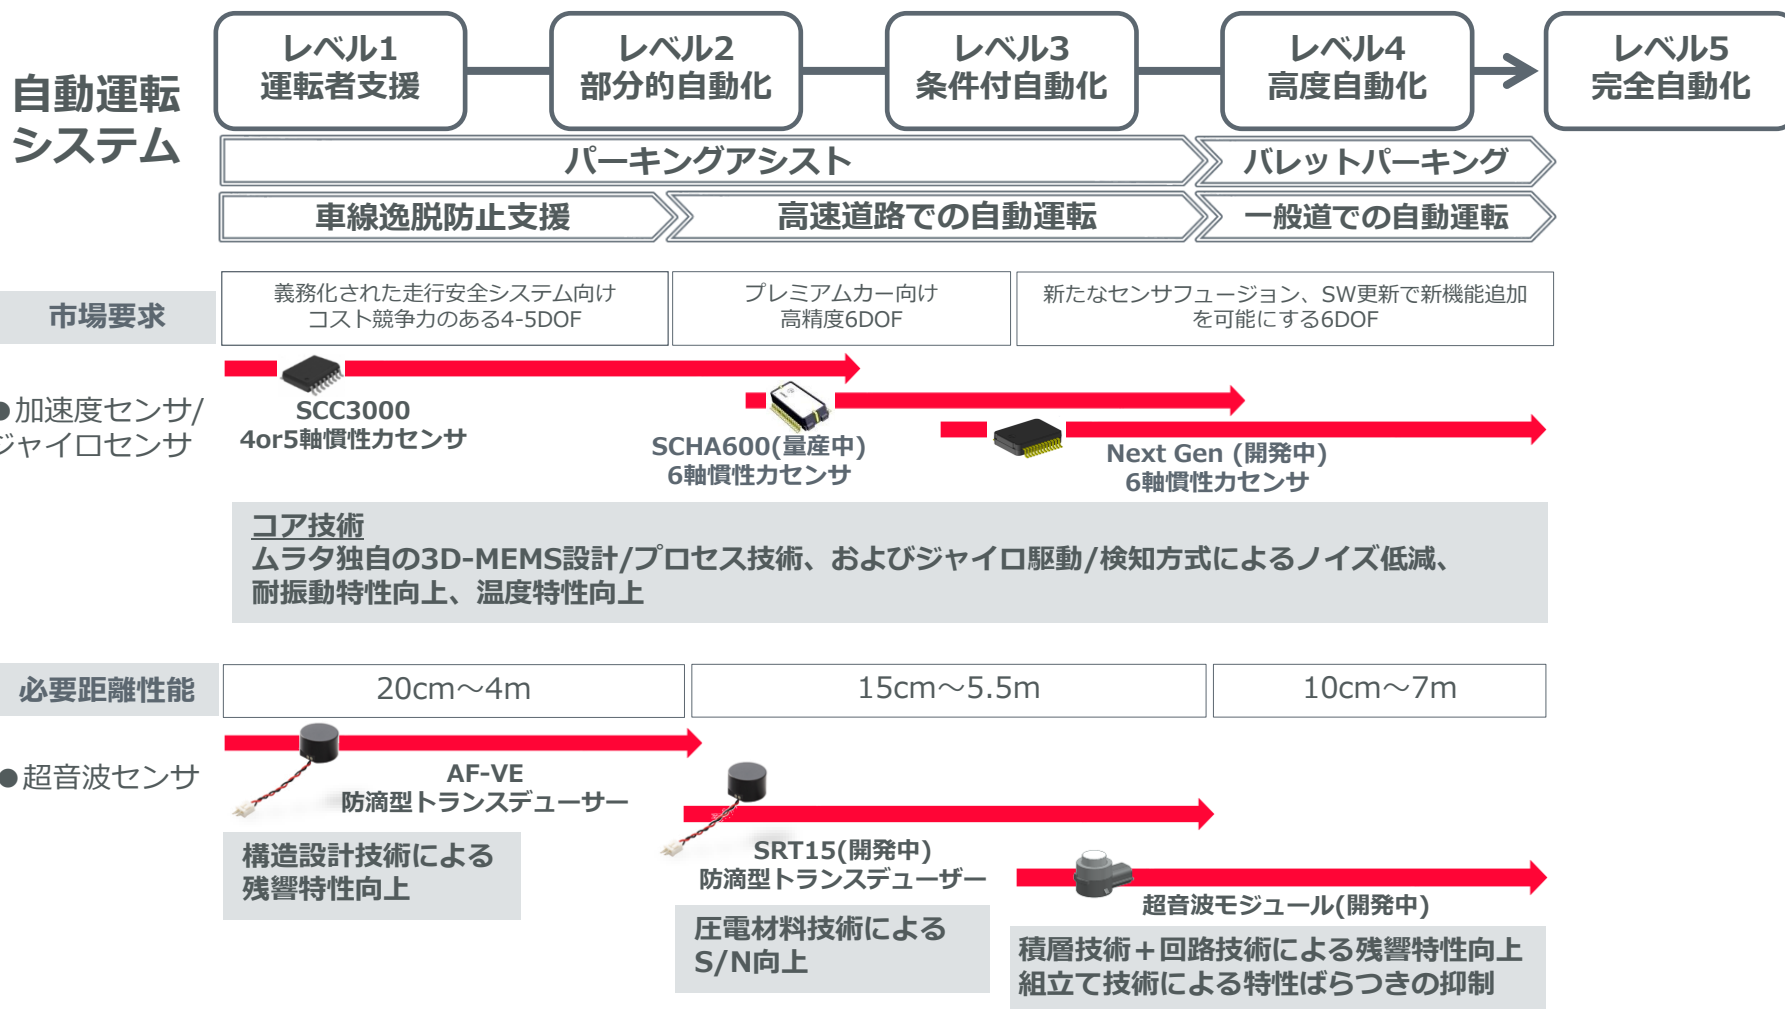 自動運転
システム
レベル1
運転者支援
レベル2
部分的自動化
レベル3
条件付自動化
レベル4
高度自動化
レベル5
完全自動化
パーキングアシスト
バレットパーキング
車線逸脱防止支援
高速道路での自動運転
一般道での自動運転
市場要求
義務化された走行安全システム向け
コスト競争力のある4-5DOF
プレミアムカー向け
高精度6DOF
新たなセンサフュージョン、SW更新で新機能追加
を可能にする6DOF
●加速度センサ/
ジャイロセンサ
SCC3000
4or5軸慣性力センサ
SCHA600(量産中)
6軸慣性力センサ
Next Gen (開発中)
6軸慣性力センサ
コア技術
ムラタ独自の3D-MEMS設計/プロセス技術、およびジャイロ駆動/検知方式によるノイズ低減、
耐振動特性向上、温度特性向上
必要距離性能
20cm～4m
15cm～5.5m
10cm～7m
●超音波センサ
AF-VE
防滴型トランスデューサー
構造設計技術による
残響特性向上
SRT15(開発中)
防滴型トランスデューザー
圧電材料技術による
S/N向上
超音波モジュール(開発中)
積層技術＋回路技術による残響特性向上
組立て技術による特性ばらつきの抑制